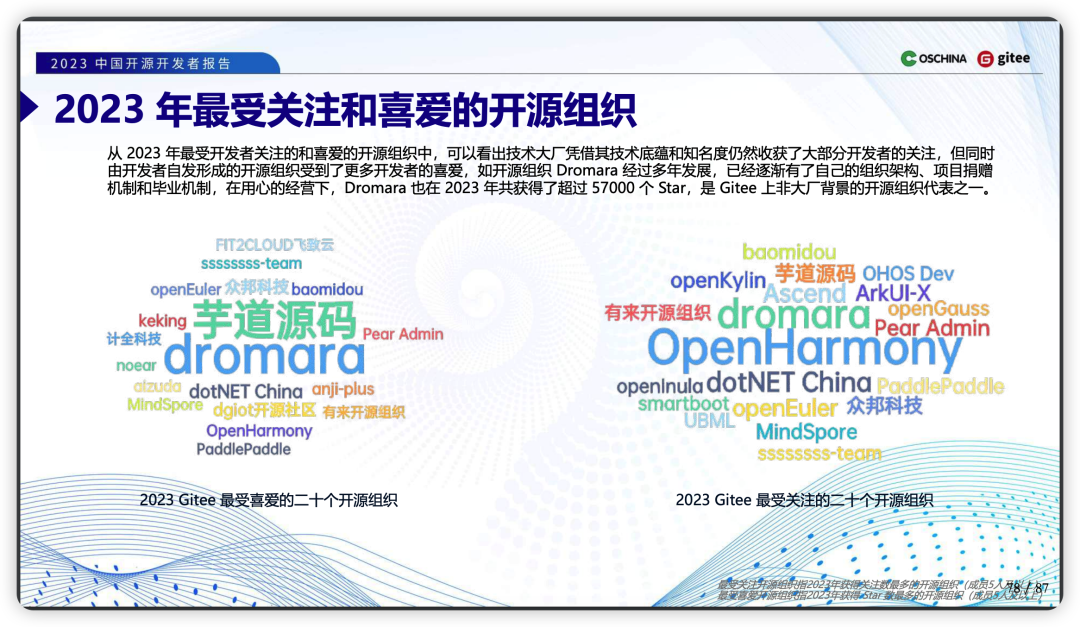 2023 中国开源开发者报告
OSCHINA gitee
2023 年最受关注和喜爱的开源组织
从 2023 年最受开发者关注的和喜爱的开源组织中，可以看出技术大厂凭借其技术底蕴和知名度仍然收获了大部分开发者的关注，但同时
由开发者自发形成的开源组织受到了更多开发者的喜爱，如开源组织 Dromara 经过多年发展，已经逐渐有了自己的组织架构、项目捐赠
机制和毕业机制，在用心的经营下，Dromara 也在 2023 年共获得了超过 57000 个 Star，是 Gitee 上非大厂背景的开源组织代表之一。
FIT2CLOUD飞致云
ssssssss-team
openEuler 众邦科技 baomidou
芋道源码
keking
Pear Admin
计全科技
dromara
noear
aizuda dotNET China anji-plus
MindSpore dgiot开源社区 有来开源组织
OpenHarmony
PaddlePaddle
2023 Gitee 最受喜爱的二十个开源组织
baomidou
openKylin 芋道源码 OHOS Dev
Ascend ArkUI-X
有来开源组织 dromara openGauss
Pear Admin
OpenHarmony
openInula dotNET China PaddlePaddle
smartboot openEuler 众邦科技
UBML
MindSpore
ssssssss-team
2023 Gitee 最受关注的二十个开源组织
最受关注开源组织指2023年获得关注数最多的开源组织（成员5人及以上）
最受喜爱开源组织指2023年获得 Star 数最多的开源组织（成员5人及以上）
78 / 87